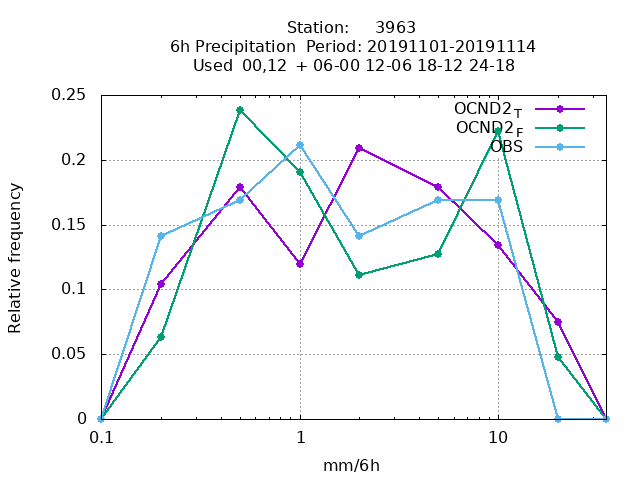 Station: 3963
6h Precipitation Period: 20191101-20191114
Used 00,12 + 06-00 12-06 18-12 24-18
0.25
0.2
0.15
0.1
0.05
0
Relative frequency
OCND2_T
OCND2_F
OBS
0.1 1 10
mm/6h